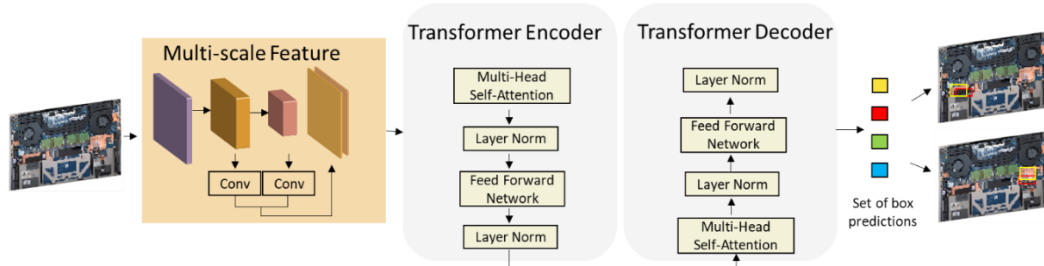 Multi-scale Feature
Conv
Conv
Transformer Encoder
Multi-Head
Self-Attention
Layer Norm
Feed Forward
Network
Layer Norm
Transformer Decoder
Layer Norm
Feed Forward
Network
Layer Norm
Multi-Head
Self-Attention
Set of box
predictions